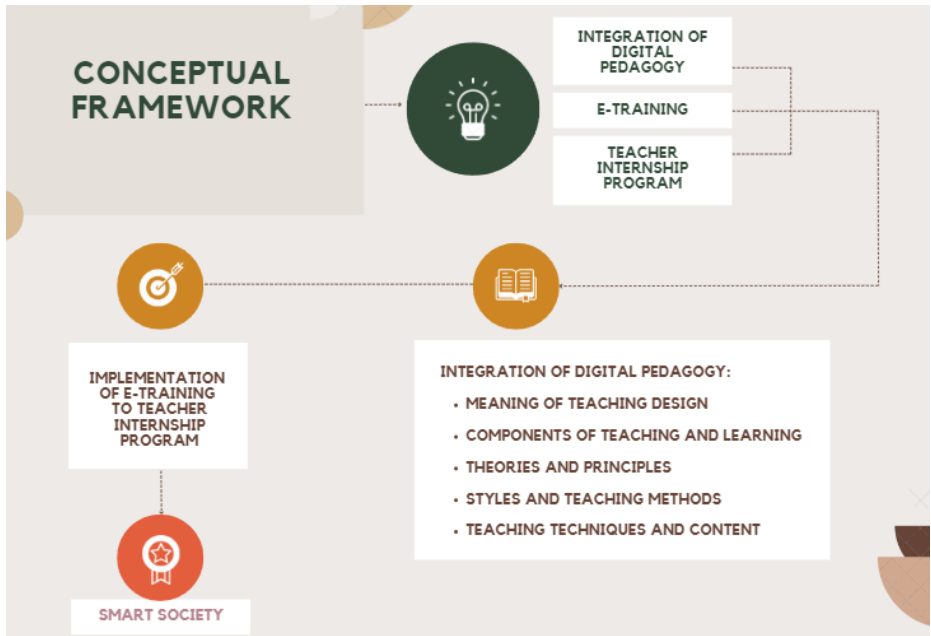 CONCEPTUAL
FRAMEWORK
INTEGRATION OF
DIGITAL
PEDAGOGY
E-TRAINING
TEACHER
INTERNSHIP
PROGRAM
IMPLEMENTATION
OF E-TRAINING
TO TEACHER
INTERNSHIP
PROGRAM
INTEGRATION OF DIGITAL PEDAGOGY:
• MEANING OF TEACHING DESIGN
• COMPONENTS OF TEACHING AND LEARNING
• THEORIES AND PRINCIPLES
• STYLES AND TEACHING METHODS
• TEACHING TECHNIQUES AND CONTENT
SMART SOCIETY